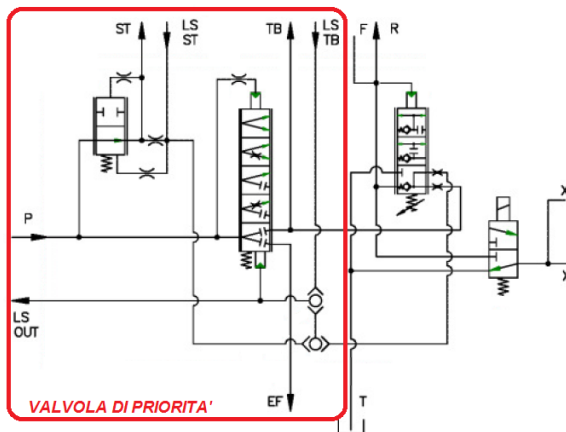 ST
LS
ST
TB
LS
TB
F
R
P
X
X
LS
OUT
EF
T
VALVOLA DI PRIORITA'